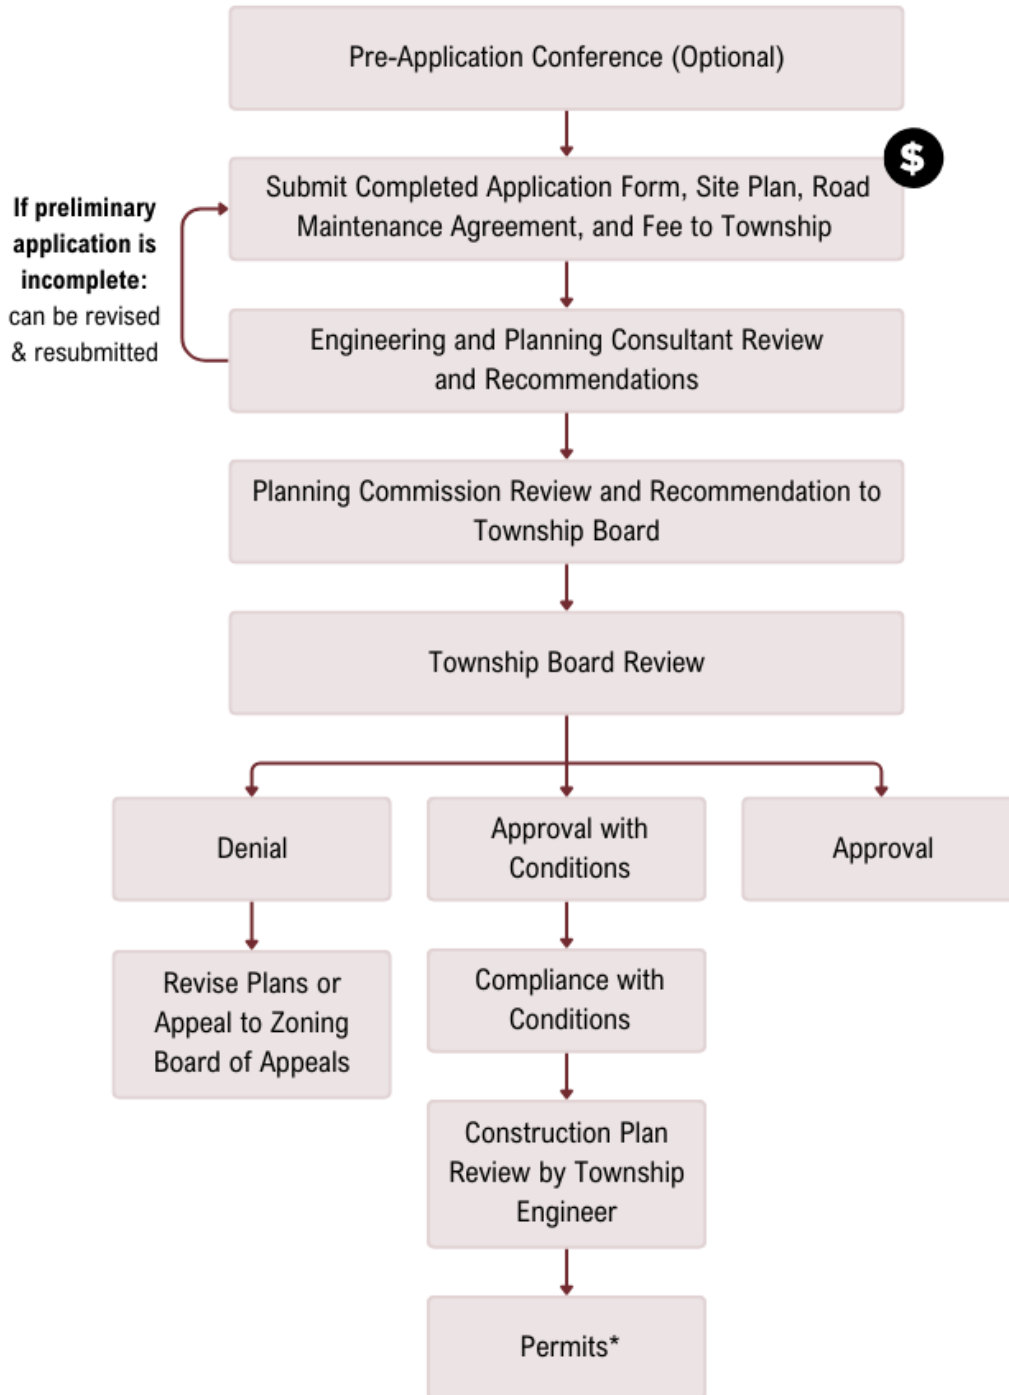 Pre-Application Conference (Optional)
$
Submit Completed Application Form, Site Plan, Road
Maintenance Agreement, and Fee to Township
If preliminary
application is
incomplete:
can be revised
& resubmitted
Engineering and Planning Consultant Review
and Recommendations
Planning Commission Review and Recommendation to
Township Board
Township Board Review
Denial
Approval with
Conditions
Approval
Revise Plans or
Appeal to Zoning
Board of Appeals
Compliance with
Conditions
Construction Plan
Review by Township
Engineer
Permits*